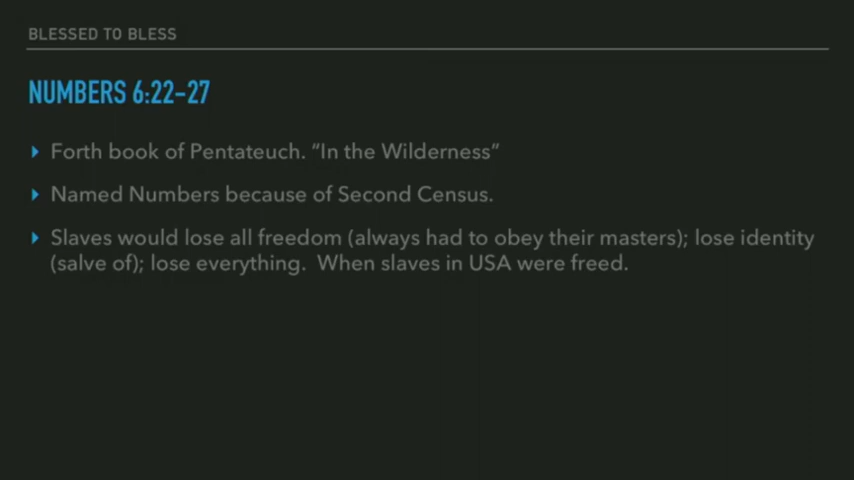 BLESSED TO BLESS
NUMBERS 6:22-27
Forth book of Pentateuch. “In the Wilderness”
Named Numbers because of Second Census.
Slaves would lose all freedom (always had to obey their masters); lose identity
(salve of); lose everything.  When slaves in USA were freed.